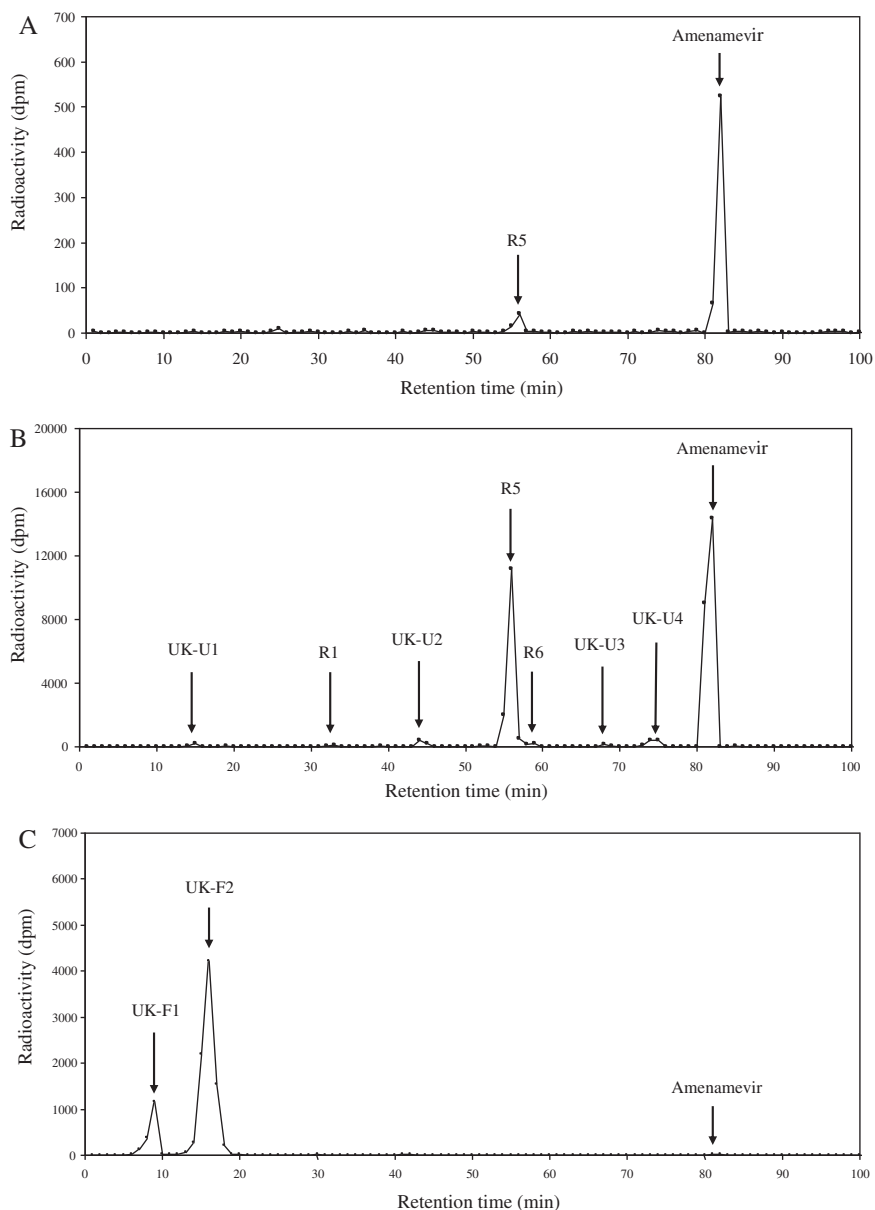 A
700
600
500
400
300
200
100
0
Radioactivity (dpm)
Amenamevir
R5
0 10 20 30 40 50 60 70 80 90 100
Retention time (min)
B
20000
16000
12000
8000
4000
0
Radioactivity (dpm)
Amenamevir
R5
UK-U1
R1
UK-U2
R6
UK-U3
UK-U4
0 10 20 30 40 50 60 70 80 90 100
Retention time (min)
C
7000
6000
5000
4000
3000
2000
1000
0
Radioactivity (dpm)
UK-F2
UK-F1
Amenamevir
0 10 20 30 40 50 60 70 80 90 100
Retention time (min)